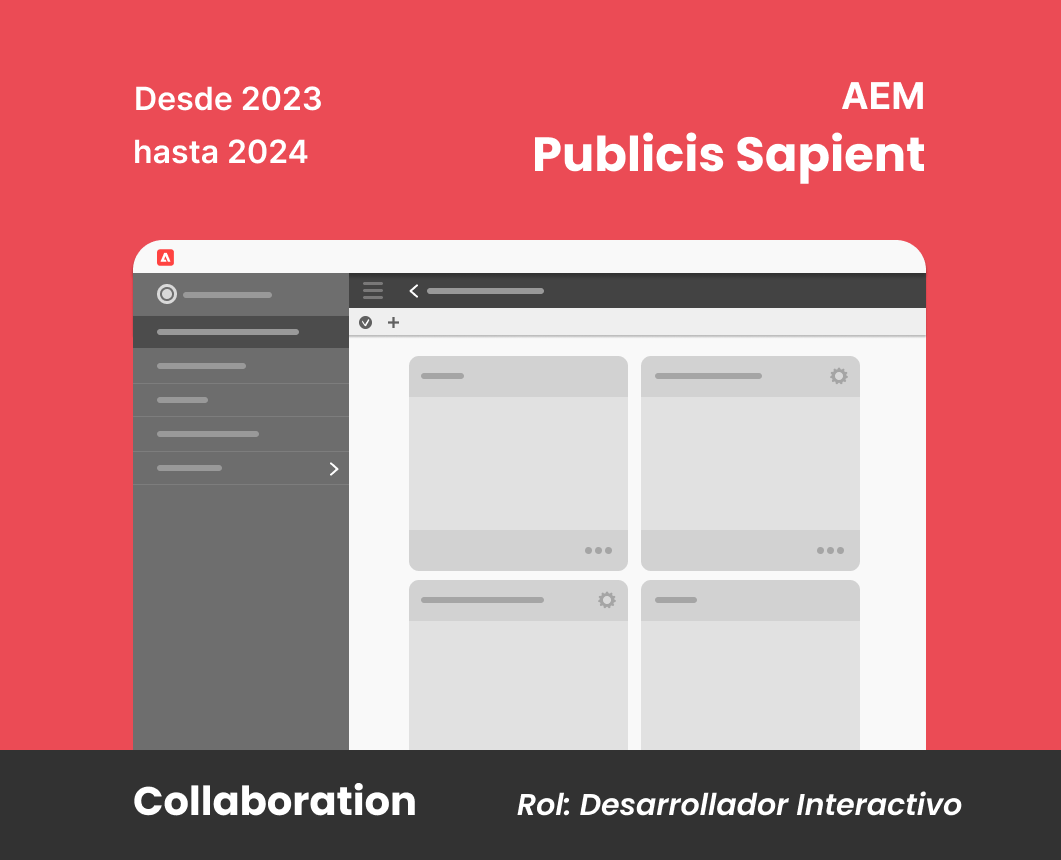 Desde 2023
hasta 2024
AEM
Publicis Sapient
Collaboration
Rol: Desarrollador Interactivo